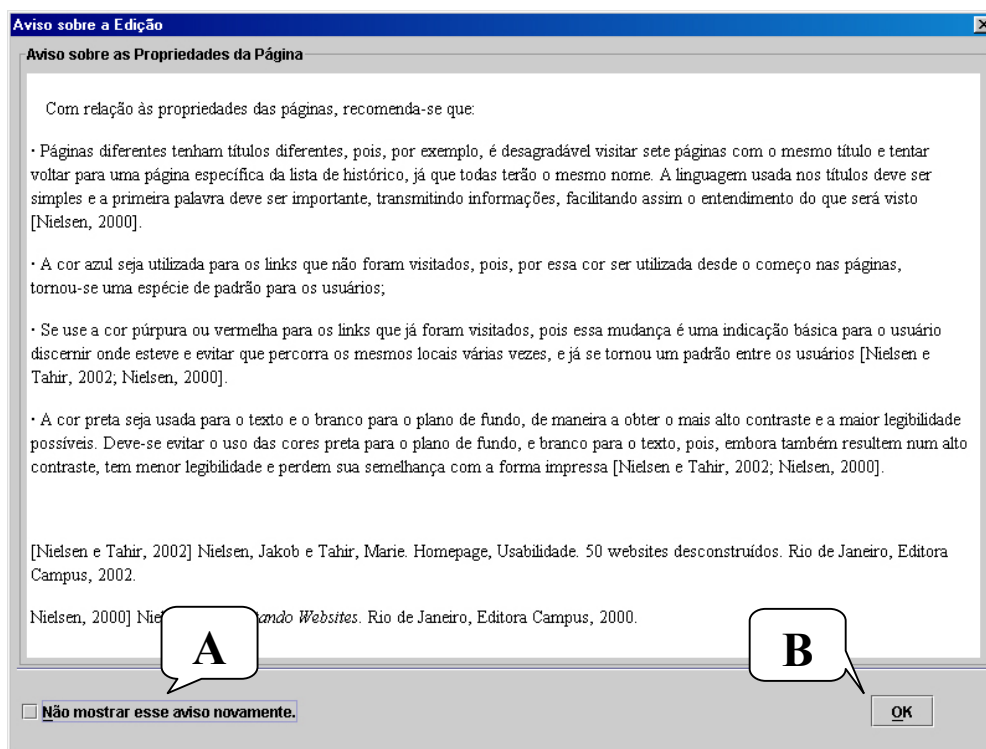 Aviso sobre a Edição
Aviso sobre as Propriedades da Página
Com relação às propriedades das páginas, recomenda-se que:
· Páginas diferentes tenham títulos diferentes, pois, por exemplo, é desagradável visitar sete páginas com o mesmo título e tentar
voltar para uma página específica da lista de histórico, já que todas terão o mesmo nome. A linguagem usada nos títulos deve ser
simples e a primeira palavra deve ser importante, transmitindo informações, facilitando assim o entendimento do que será visto
[Nielsen, 2000].
· A cor azul seja utilizada para os links que não foram visitados, pois, por essa cor ser utilizada desde o começo nas páginas,
tornou-se uma espécie de padrão para os usuários;
· Se use a cor púrpura ou vermelha para os links que já foram visitados, pois essa mudança é uma indicação básica para o usuário
discernir onde esteve e evitar que percorra os mesmos locais várias vezes, e já se tornou um padrão entre os usuários [Nielsen e
Tahir, 2002; Nielsen, 2000].
· A cor preta seja usada para o texto e o branco para o plano de fundo, de maneira a obter o mais alto contraste e a maior legibilidade
possíveis. Deve-se evitar o uso das cores preta para o plano de fundo, e branco para o texto, pois, embora também resultem num alto
contraste, tem menor legibilidade e perdem sua semelhança com a forma impressa [Nielsen e Tahir, 2002; Nielsen, 2000].
[Nielsen e Tahir, 2002] Nielsen, Jakob e Tahir, Marie. Homepage, Usabilidade. 50 websites desconstruídos. Rio de Janeiro, Editora
Campus, 2002.
Nielsen, 2000] Websites. Rio de Janeiro, Editora Campus, 2000.
A
B
Não mostrar esse aviso novamente.
OK